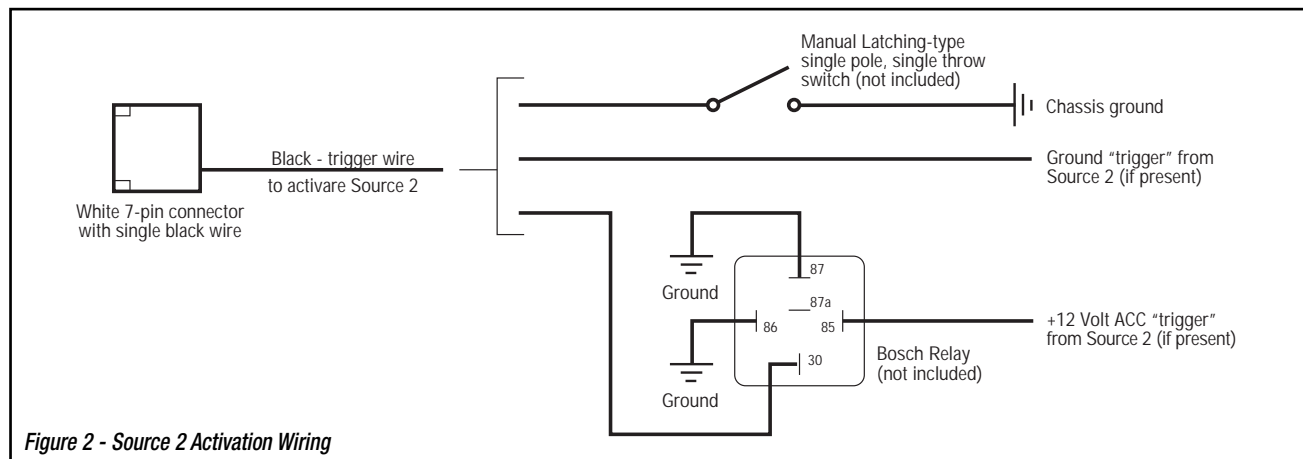 Manual Latching-type
single pole, single throw
switch (not included)
Chassis ground
Black - trigger wire
to activare Source 2
Ground “trigger” from
Source 2 (if present)
White 7-pin connector
with single black wire
87
Ground
87a
86
85
+12 Volt ACC “trigger”
from Source 2 (if present)
30
Bosch Relay
(not included)
Ground
Figure 2 - Source 2 Activation Wiring